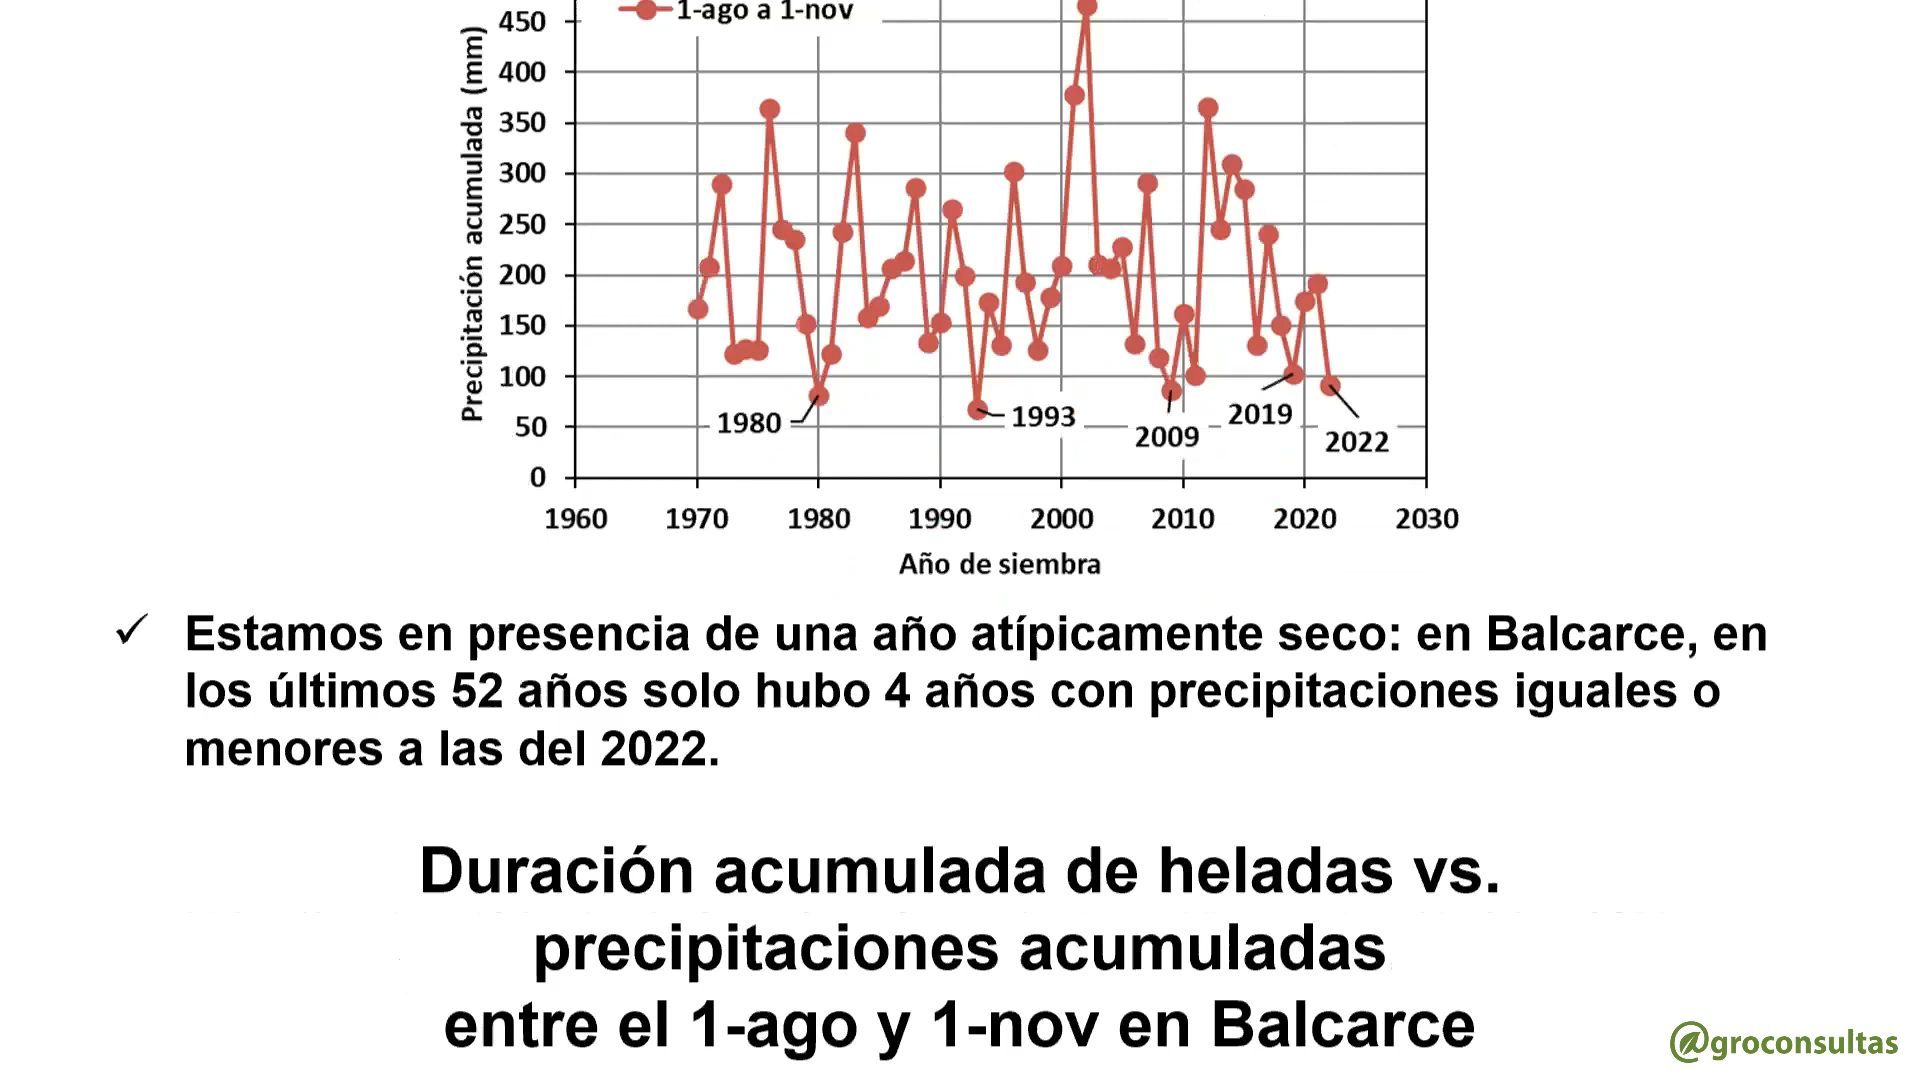 1-ago a 1-nov
Precipitación acumulada (mm)
450
400
350
300
250
200
150
100
50
0
1980
1993
2009
2019
2022
1960 1970 1980 1990 2000 2010 2020 2030
Año de siembra
✓ Estamos en presencia de una año atípicamente seco: en Balcarce, en
los últimos 52 años solo hubo 4 años con precipitaciones iguales o
menores a las del 2022.
Duración acumulada de heladas vs.
precipitaciones acumuladas
entre el 1-ago y 1-nov en Balcarce
@groconsultas